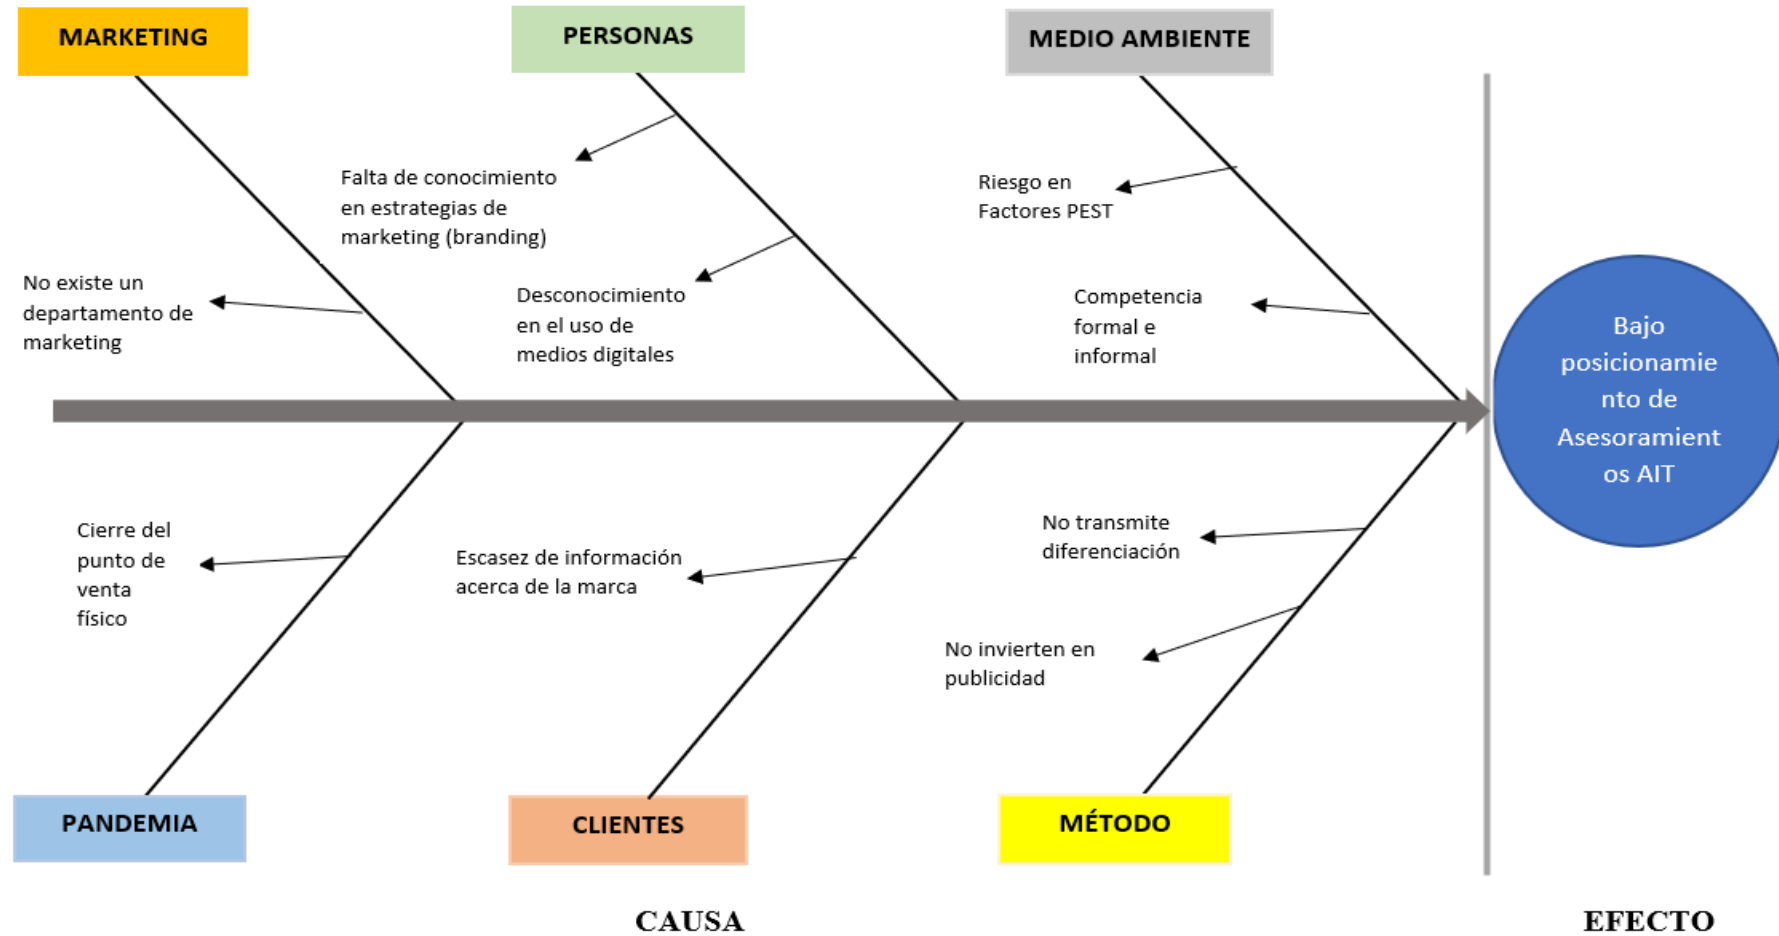 MARKETING
PERSONAS
MEDIO AMBIENTE
Falta de conocimiento
en estrategias de
marketing (branding)
Riesgo en
Factores PEST
No existe un
departamento de
marketing
Desconocimiento
en el uso de
medios digitales
Competencia
formal e
informal
Bajo
posicionamie
nto de
Asesoramient
os AIT
Cierre del
punto de
venta
físico
Escasez de información
acerca de la marca
No transmite
diferenciación
No invierten en
publicidad
PANDEMIA
CLIENTES
MÉTODO
CAUSA
EFECTO